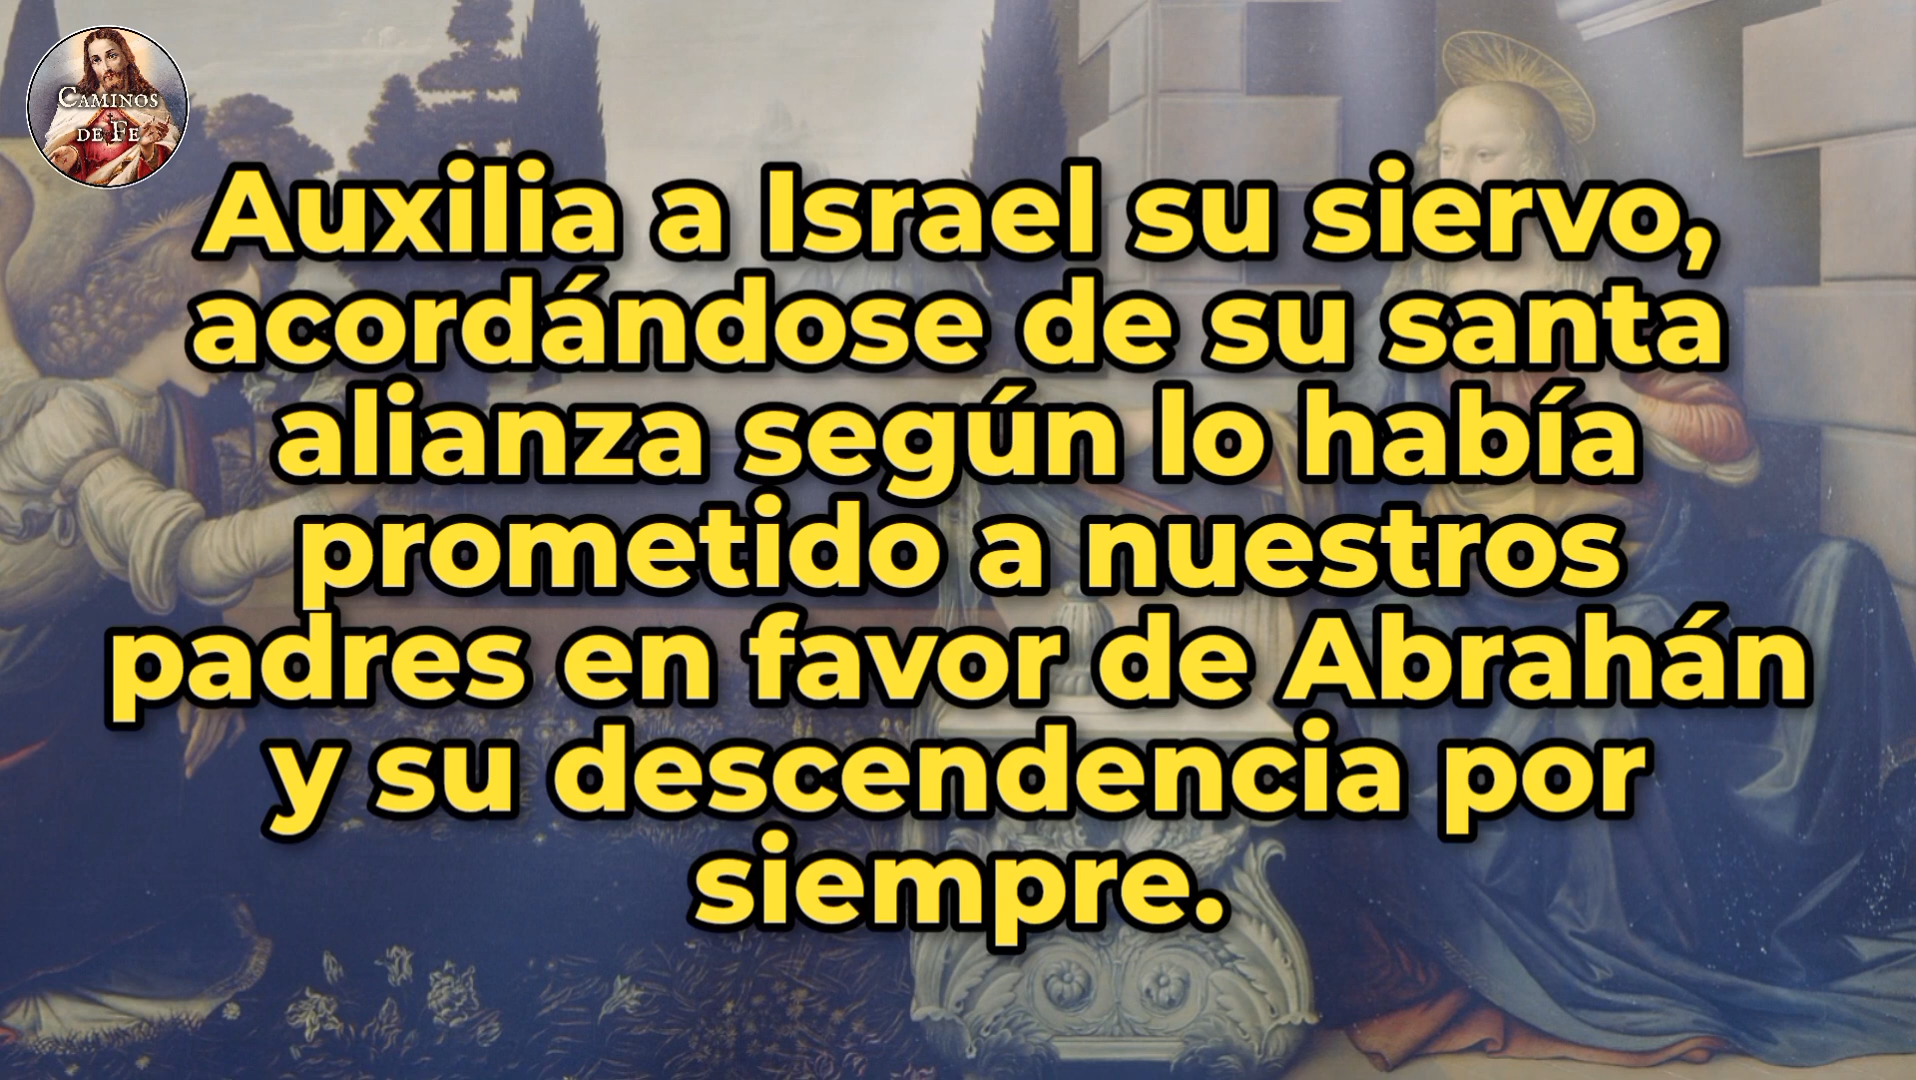 CAMINOS
DE FE
Auxilia a Israel su siervo,
acordándose de su santa
alianza según lo había
prometido a nuestros
padres en favor de Abrahán
y su descendencia por
siempre.